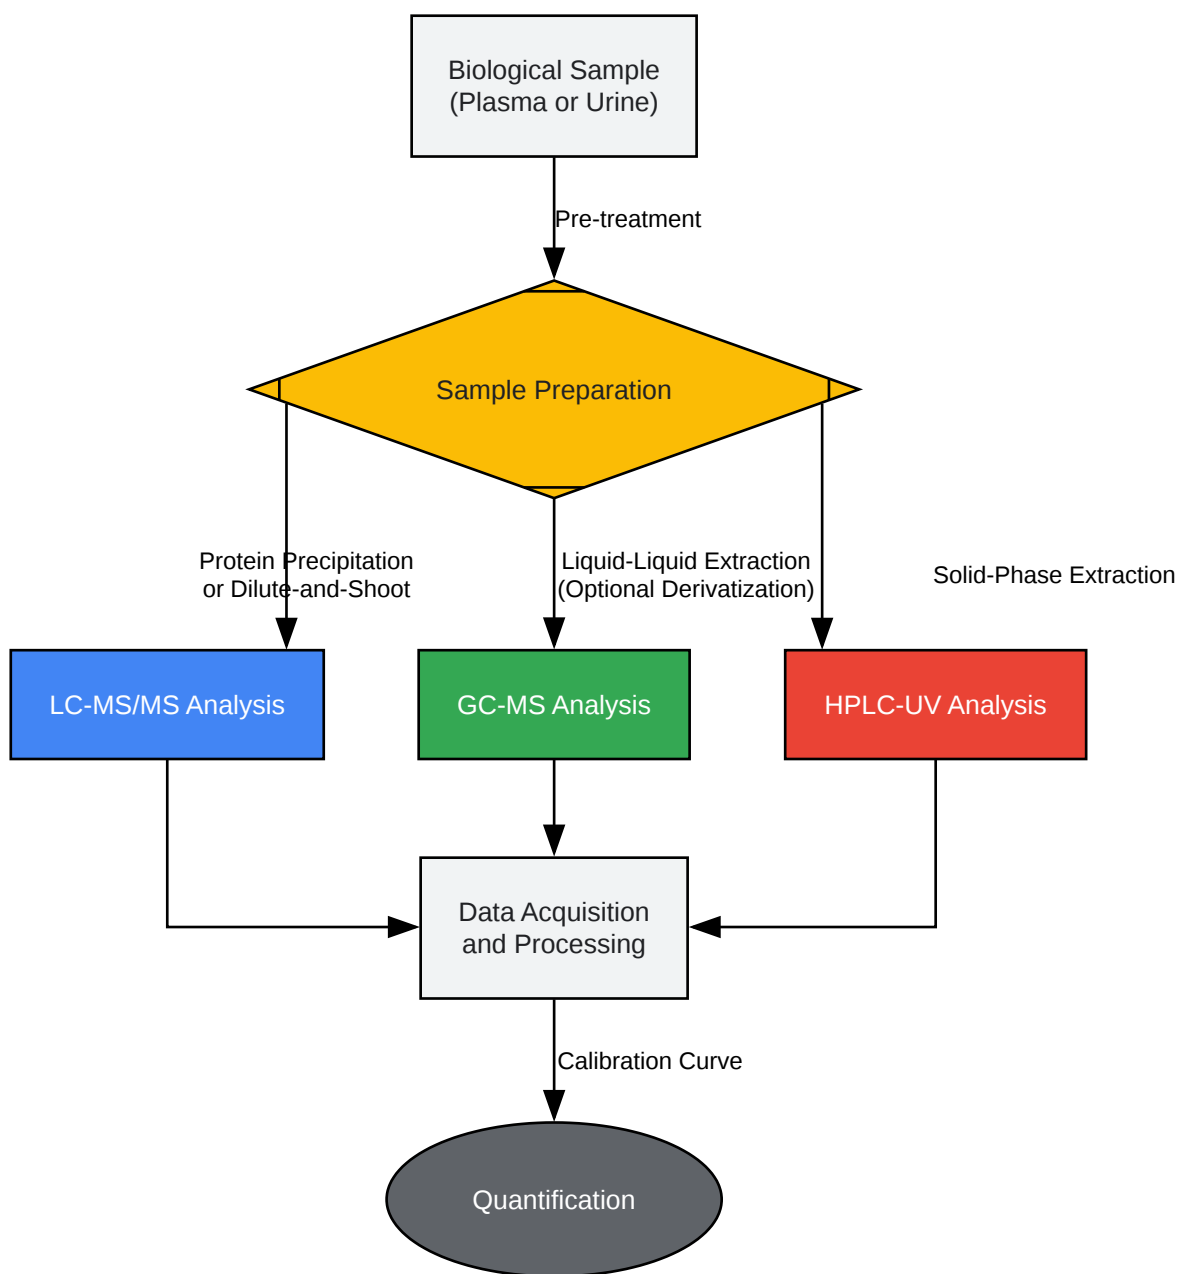 Biological Sample
(Plasma or Urine)
Pre-treatment
Sample Preparation
Protein Precipitation
or Dilute-and-Shoot
Liquid-Liquid Extraction
(Optional Derivatization)
Solid-Phase Extraction
LC-MS/MS Analysis
GC-MS Analysis
HPLC-UV Analysis
Data Acquisition
and Processing
Calibration Curve
Quantification